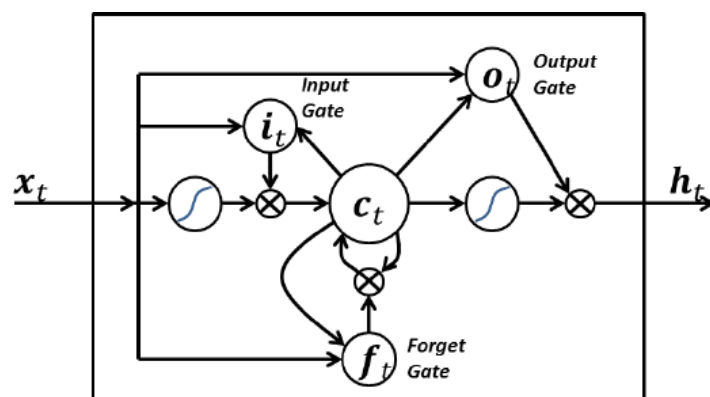 Output
Gate
o_t
Input
Gate
i_t
x_t
c_t
h_t
f_t
Forget
Gate